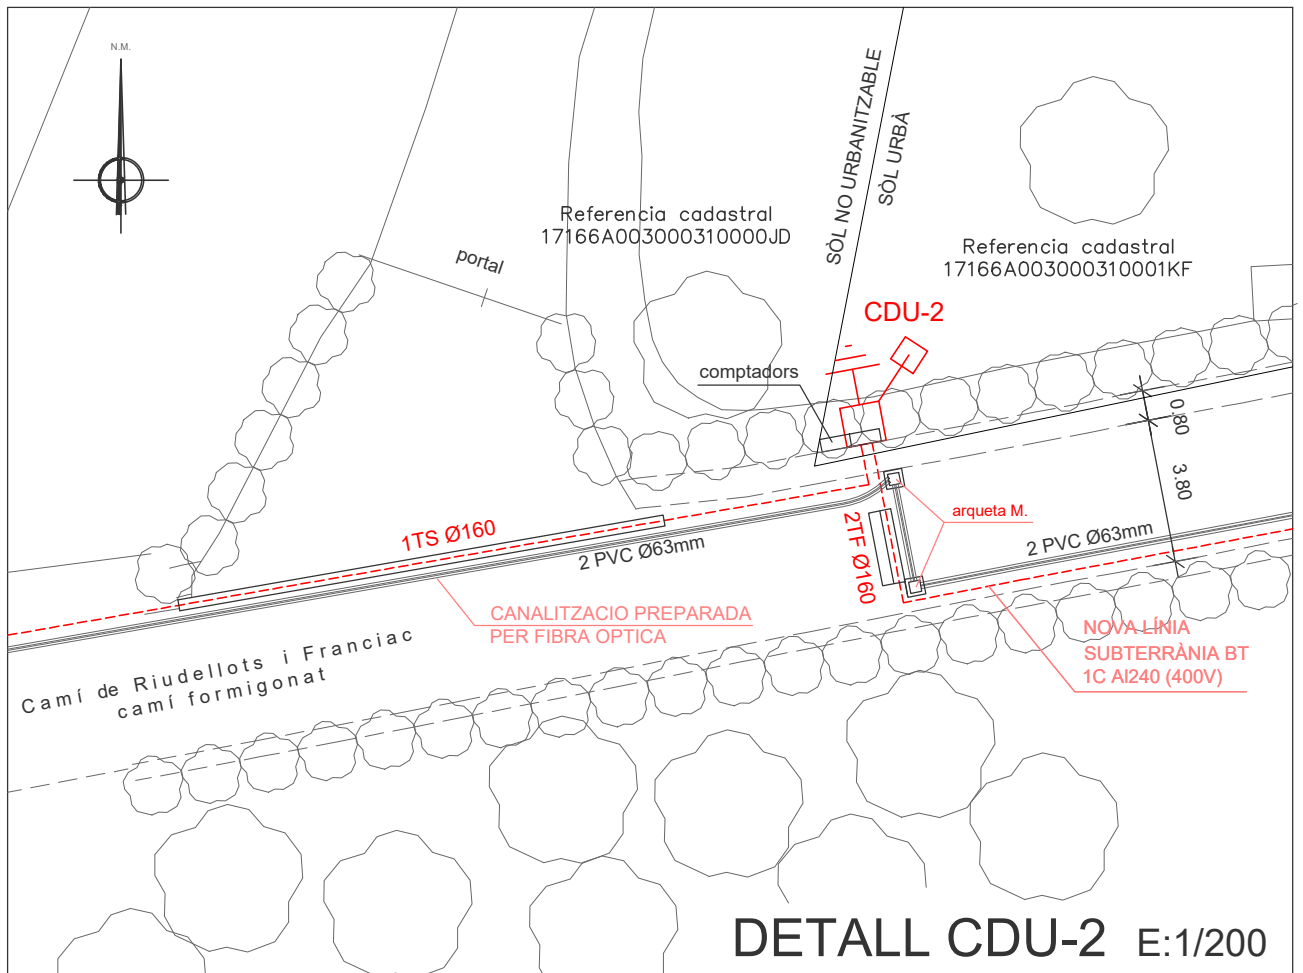 N.M.
SÒL NO URBANITZABLE
SÒL URBÀ
Referencia cadastral
17166A003000310000JD
Referencia cadastral
17166A003000310001KF
portal
CDU-2
comptadors
0.80
3.80
arqueta M.
1TS Ø160
2 PVC Ø63mm
2TF Ø160
2 PVC Ø63mm
CANALITZACIO PREPARADA
PER FIBRA OPTICA
NOVA LÍNIA
SUBTERRÀNIA BT
1C Al240 (400V)
Camí de Riudellots i Franciac
camí formigonat
DETALL CDU-2 E:1/200